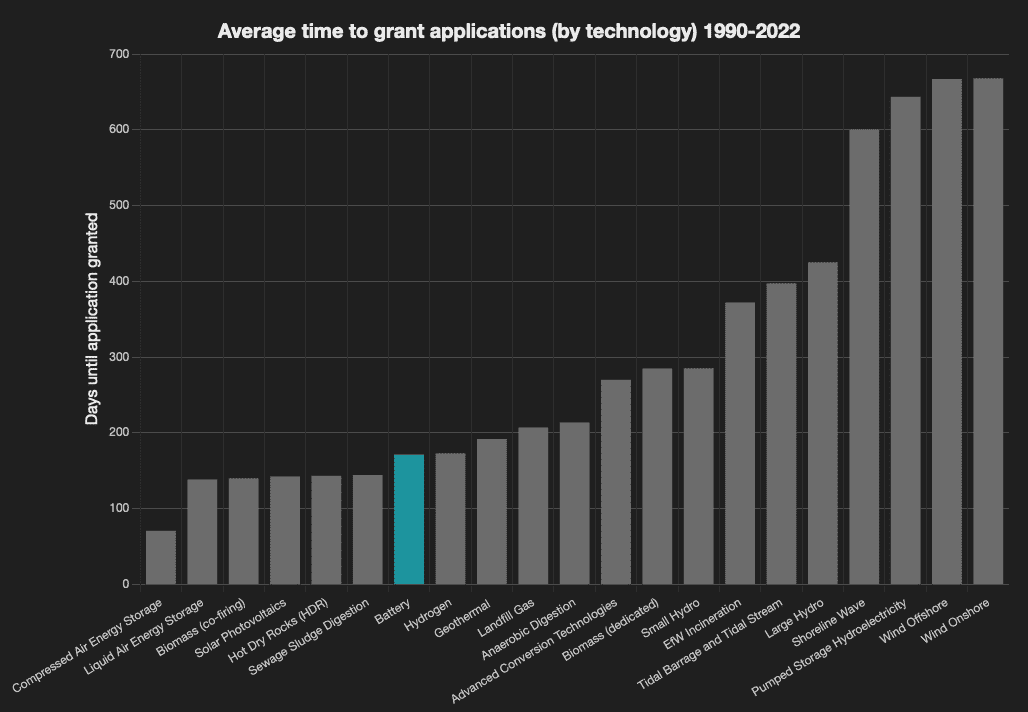 Average time to grant applications (by technology) 1990-2022
Days until application granted
700
600
500
400
300
200
100
0
Compressed Air Energy Storage
Liquid Air Energy Storage
Biomass (co-firing)
Solar Photovoltaics
Hot Dry Rocks (HDR)
Sewage Sludge Digestion
Battery
Hydrogen
Geothermal
Landfill Gas
Anaerobic Digestion
Advanced Conversion Technologies
Biomass (dedicated)
Small Hydro
EfW Incineration
Tidal Barrage and Tidal Stream
Large Hydro
Shoreline Wave
Pumped Storage Hydroelectricity
Wind Offshore
Wind Onshore